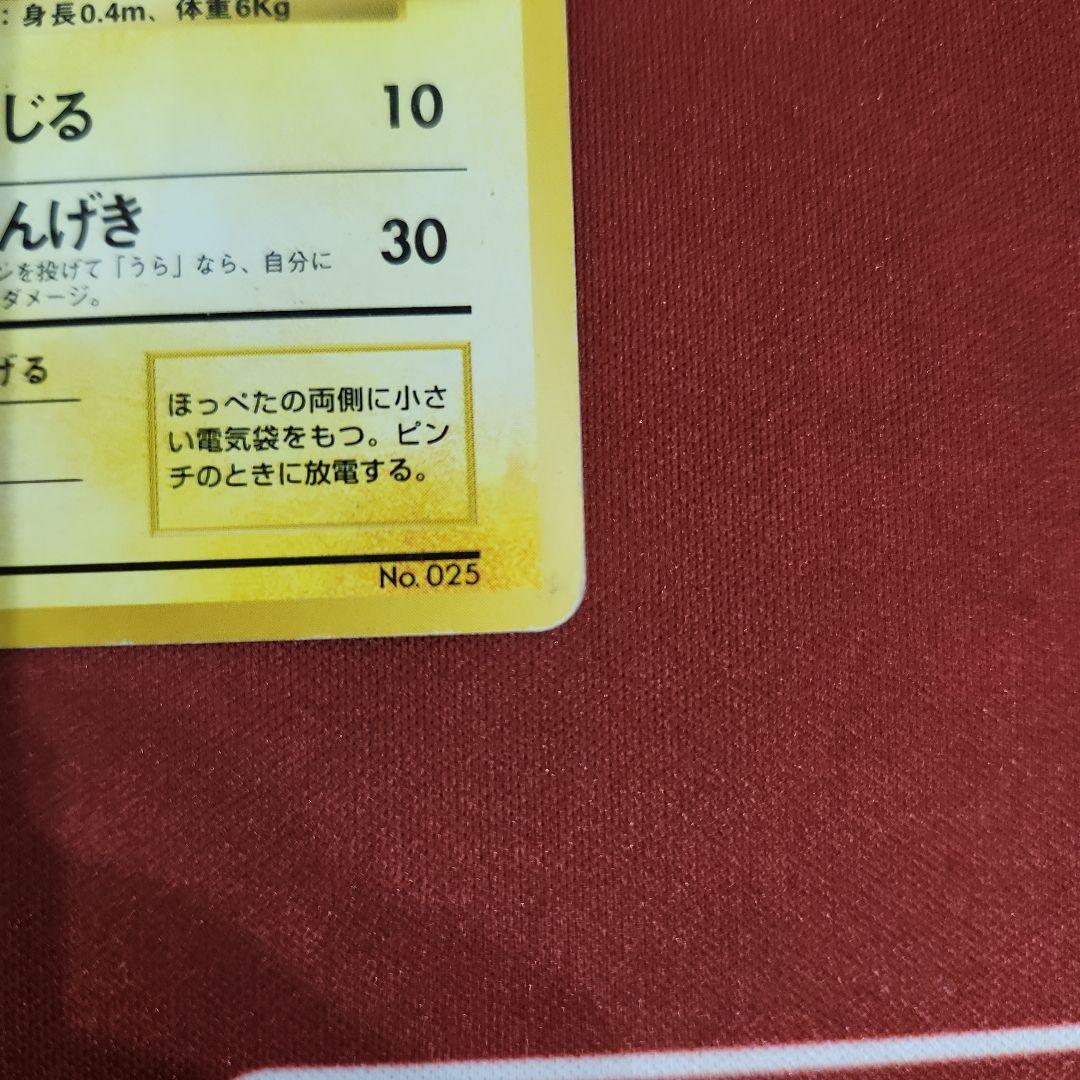 : 身長0.4m、体重6Kg
じる 10
んげき 30
ンを投げて「うら」なら、自分に
ダメージ。
げる
ほっぺたの両側に小さ
い電気袋をもつ。ピン
チのときに放電する。
No. 025